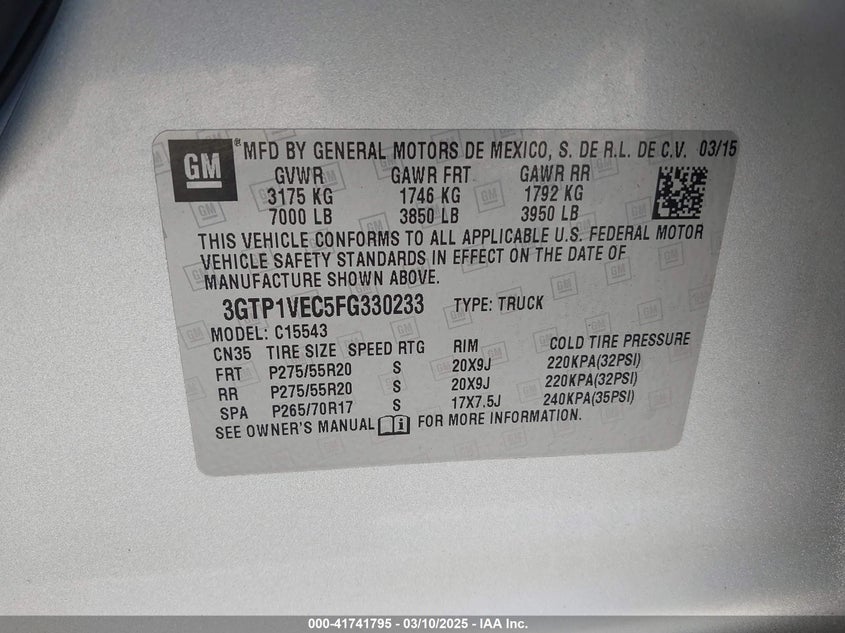 GM ® MFD BY GENERAL MOTORS DE MEXICO, S. DE R.L. DE C.V. 03/15
GVWR GAWR FRT GAWR RR
3175 KG 1746 KG 1792 KG
7000 LB 3850 LB 3950 LB
THIS VEHICLE CONFORMS TO ALL APPLICABLE U.S. FEDERAL MOTOR
VEHICLE SAFETY STANDARDS IN EFFECT ON THE DATE OF
MANUFACTURE SHOWN ABOVE.
3GTP1VEC5FG330233 TYPE: TRUCK
MODEL: C15543
CN35 TIRE SIZE SPEED RTG RIM COLD TIRE PRESSURE
FRT P275/55R20 S 20X9J 220KPA(32PSI)
RR P275/55R20 S 20X9J 220KPA(32PSI)
SPA P265/70R17 S 17X7.5J 240KPA(35PSI)
SEE OWNER'S MANUAL FOR MORE INFORMATION.
000-41741795 — 03/10/2025 — IAA Inc.